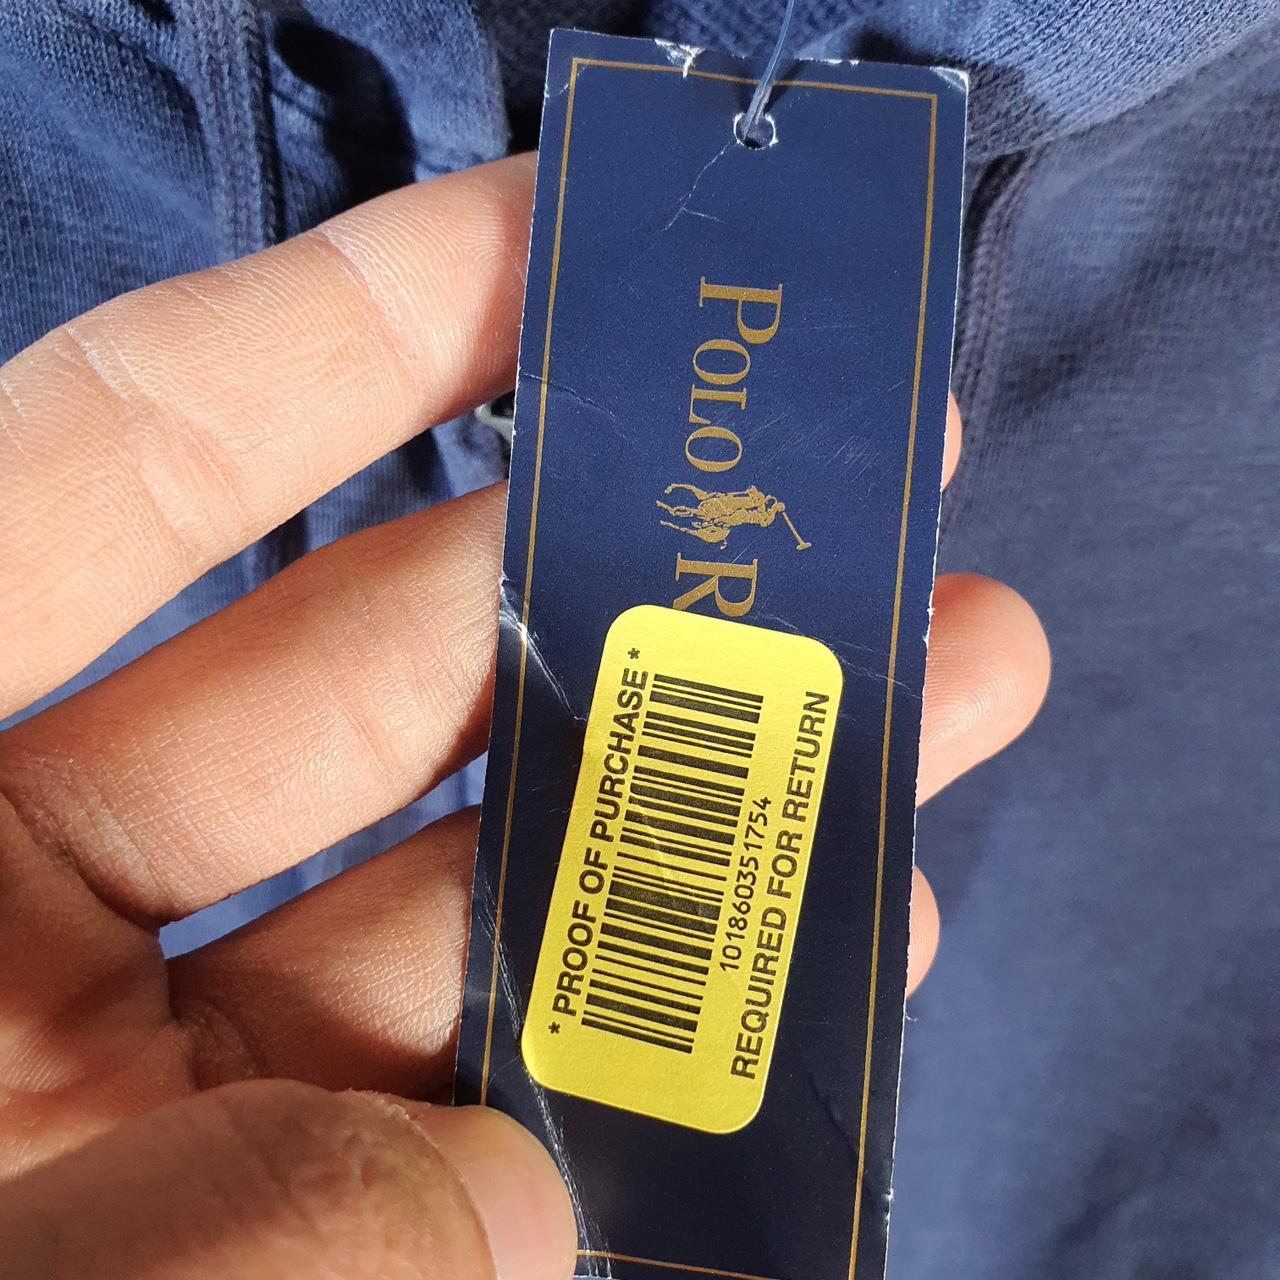 POLO R
* PROOF OF PURCHASE *
101860351754
REQUIRED FOR RETURN